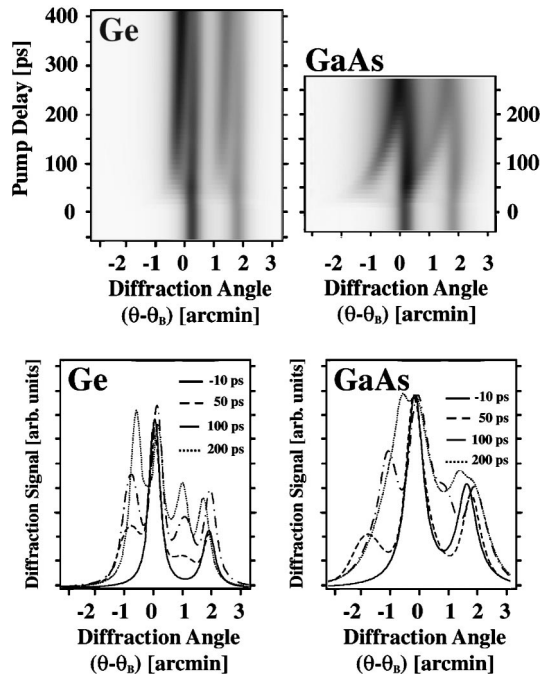 Ge
GaAs
Pump Delay [ps]
400
300
200
100
0
200
100
0
-2 -1 0 1 2 3
-2 -1 0 1 2 3
Diffraction Angle
(θ-θB) [arcmin]
Diffraction Angle
(θ-θB) [arcmin]
Ge
-10 ps
50 ps
100 ps
200 ps
GaAs
-10 ps
50 ps
100 ps
200 ps
Diffraction Signal [arb. units]
Diffraction Signal [arb. units]
-2 -1 0 1 2 3
-2 -1 0 1 2 3
Diffraction Angle
(θ-θB) [arcmin]
Diffraction Angle
(θ-θB) [arcmin]